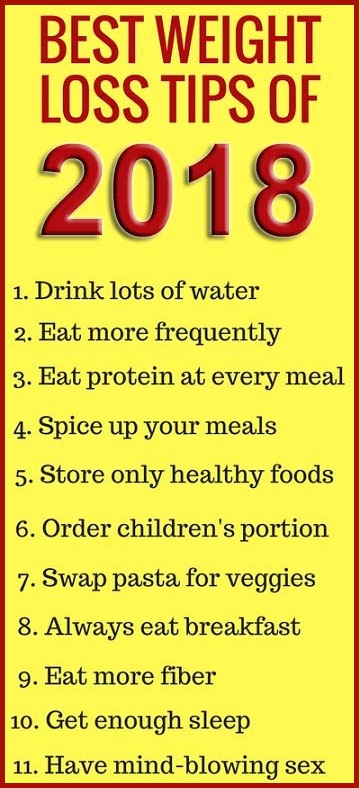 BEST WEIGHT
LOSS TIPS OF
2018
1. Drink lots of water
2. Eat more frequently
3. Eat protein at every meal
4. Spice up your meals
5. Store only healthy foods
6. Order children's portion
7. Swap pasta for veggies
8. Always eat breakfast
9. Eat more fiber
10. Get enough sleep
11. Have mind-blowing sex